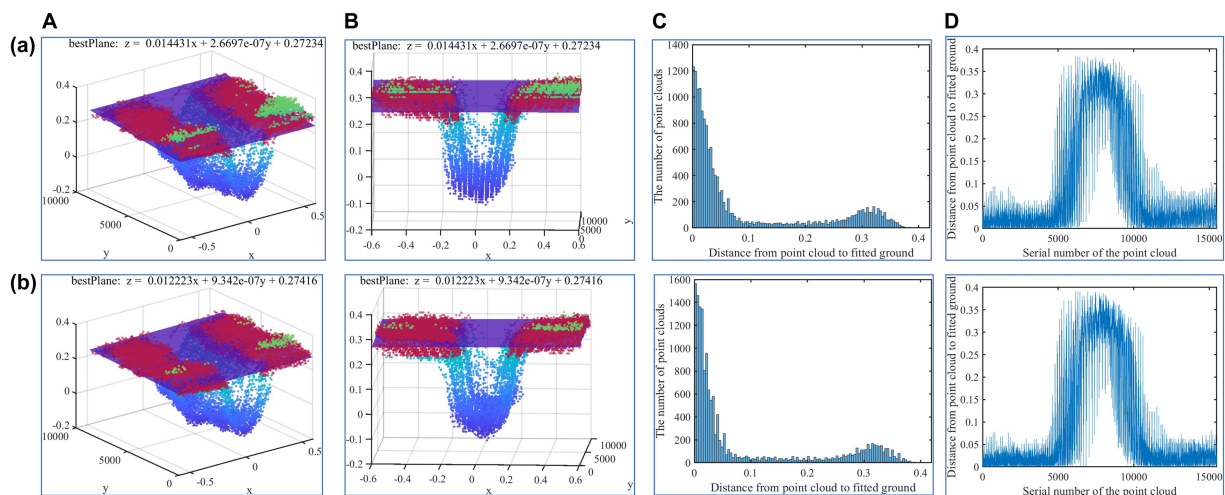 A
B
C
D
(a)
bestPlane: z = 0.014431x + 2.6697e-07y + 0.27234
0.4
0.2
0
-0.2
10000
5000
0
y
-0.5
0
0.5
x
bestPlane: z = 0.014431x + 2.6697e-07y + 0.27234
0.4
0.3
0.2
0.1
0
-0.1
-0.2
-0.6 -0.4 -0.2 0 0.2 0.4 0.6
x
10000
5000
0
y
The number of point clouds
1400
1200
1000
800
600
400
200
0
0 0.1 0.2 0.3 0.4
Distance from point cloud to fitted ground
Distance from point cloud to fitted ground
0.4
0.35
0.3
0.25
0.2
0.15
0.1
0.05
0
0 5000 10000 15000
Serial number of the point cloud
(b)
bestPlane: z = 0.012223x + 9.342e-07y + 0.27416
0.4
0.2
0
-0.2
10000
5000
0
y
-0.5
0
0.5
x
bestPlane: z = 0.012223x + 9.342e-07y + 0.27416
0.4
0.3
0.2
0.1
0
-0.1
-0.2
-0.6 -0.4 -0.2 0 0.2 0.4 0.6
x
10000
5000
0
y
The number of point clouds
1600
1400
1200
1000
800
600
400
200
0
0 0.1 0.2 0.3 0.4
Distance from point cloud to fitted ground
Distance from point cloud to fitted ground
0.4
0.35
0.3
0.25
0.2
0.15
0.1
0.05
0
0 5000 10000 15000
Serial number of the point cloud